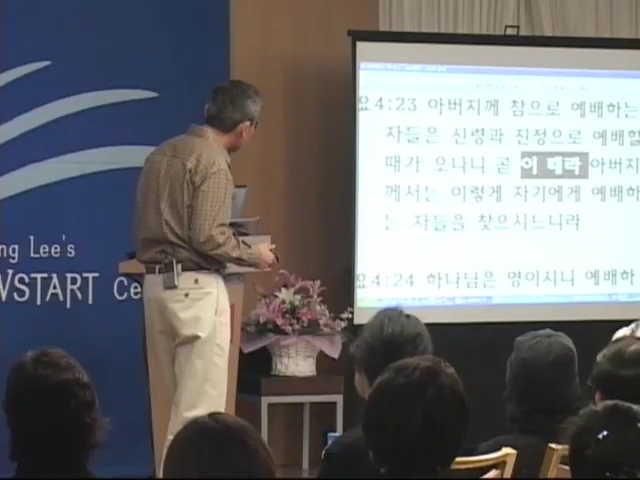 ng Lee's
WSTART Ce
요4:23 아버지께 참으로 예배하는
자들은 신령과 진정으로 예배할
때가 오나니 곧 이 때라 아버지
께서는 이렇게 자기에게 예배하
는 자들을 찾으시느니라
요4:24 하나님은 영이시니 예배하